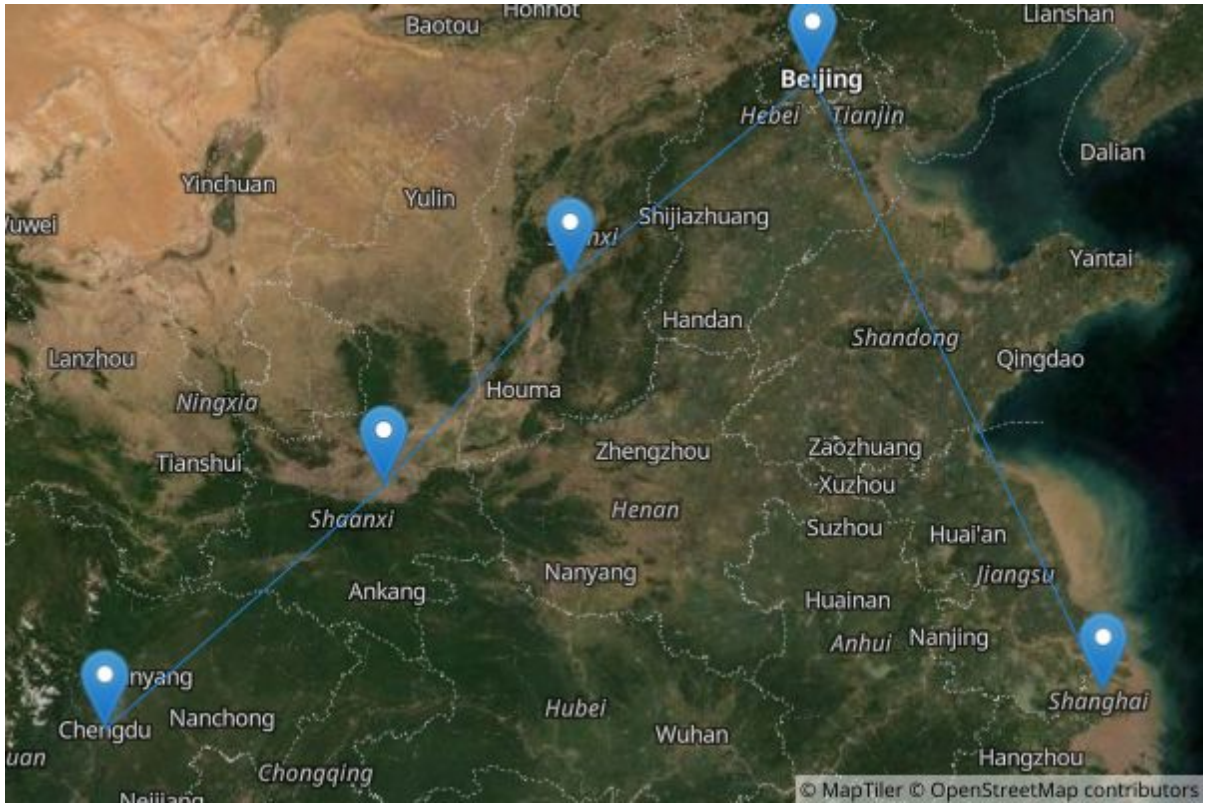 Hohhot
Lianshan
Baotou
Beijing
Hebei
Tianjin
Dalian
Yinchuan
Yulin
Shijiazhuang
Yantai
Handan
Shandong
Lanzhou
Qingdao
Houma
Ningxia
Zaozhuang
Zhengzhou
Tianshui
Xuzhou
Henan
Shaanxi
Suzhou
Huai'an
Nanyang
Jiangsu
Ankang
Huainan
Anhui
Nanjing
nyang
Shanghai
Hubei
Nanchong
Chengdu
Wuhan
uan
Hangzhou
Chongqing
© MapTiler © OpenStreetMap contributors